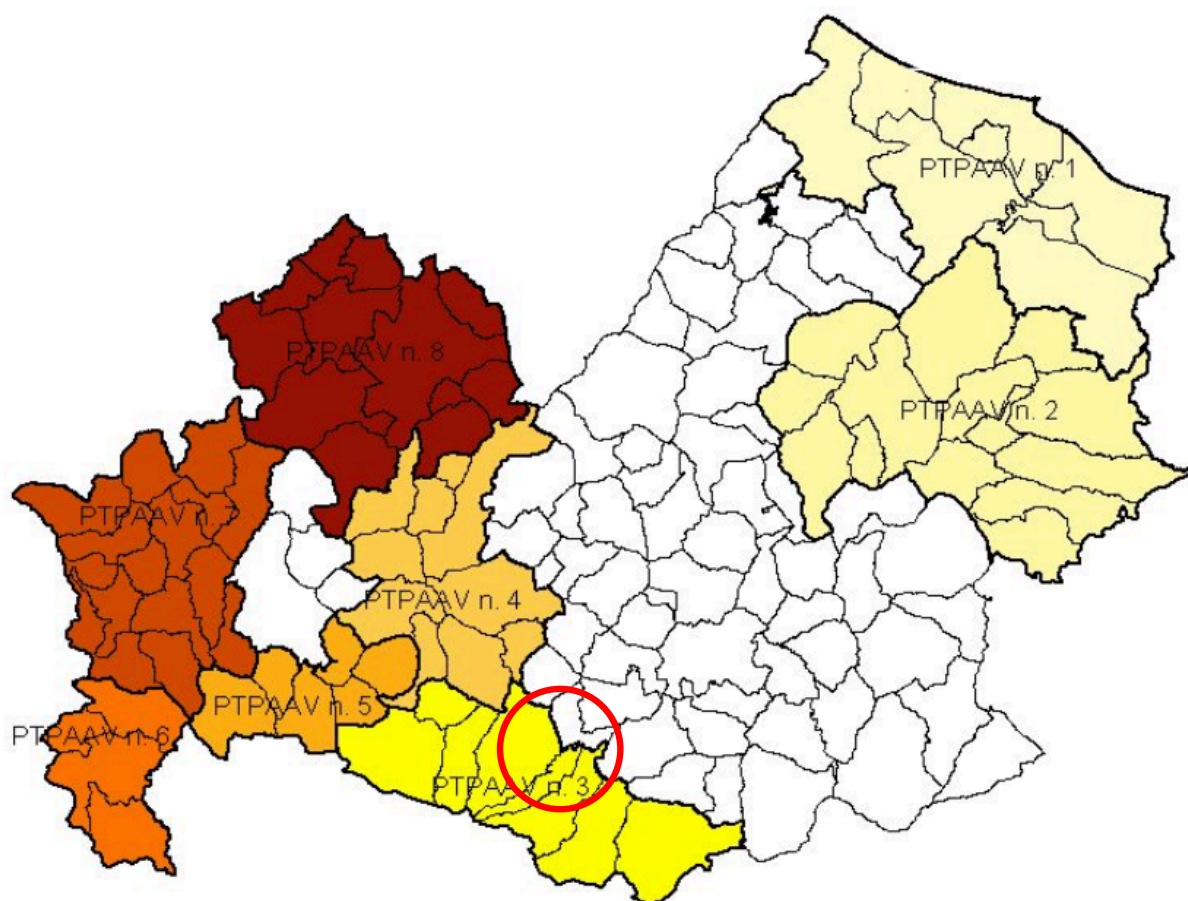 PTPAAV n. 1
PTPAAV n. 8
PTPAAV n. 2
PTPAAV n. 7
PTPAAV n. 4
PTPAAV n. 5
PTPAAV n. 6
PTPAAV n. 3